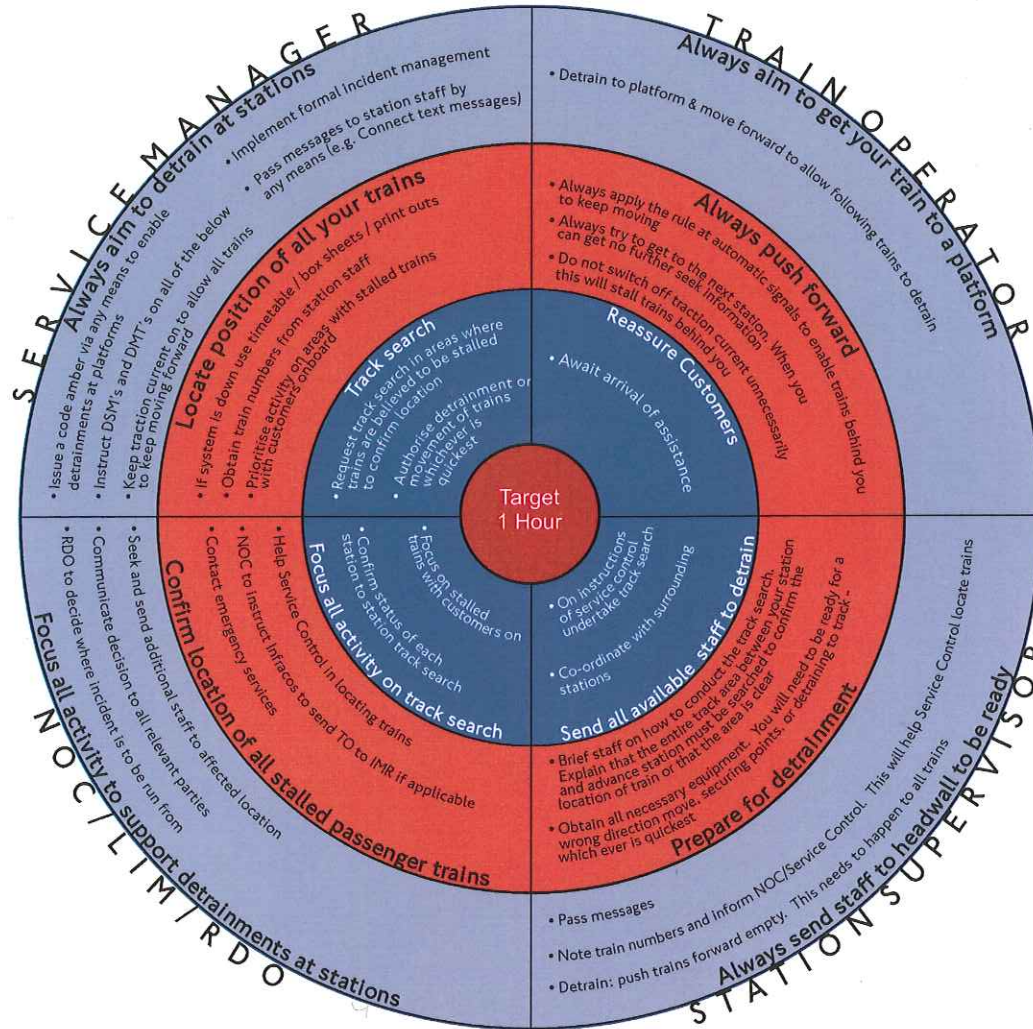 SERVICE MANAGER
Always aim to detrain at stations
• Issue a code amber via any means to enable
detrainments at platforms
• Instruct DSM's and DMT's on all of the below
• Keep traction current on to allow all trains
to keep moving forward
• Implement formal incident management
• Pass messages to station staff by
any means (e.g. Connect text messages)
Locate position of all your trains
• If system is down use timetable / box sheets / print outs
• Obtain train numbers from station staff
• Prioritise activity on areas with stalled trains
with customers onboard
Track search
• Request track search in areas where
trains are believed to be stalled
to confirm location
• Authorise detrainment or
movement of trains
whichever is
quickest
TRAIN OPERATOR
Always aim to get your train to a platform
• Detrain to platform & move forward to allow following trains to detrain
Always push forward
• Always apply the rule at automatic signals to enable trains behind you
to keep moving
• Always try to get to the next station. When you
can get no further seek information
• Do not switch off traction current unnecessarily
this will stall trains behind you
Reassure Customers
• Await arrival of assistance
Target
1 Hour
NOC/LIM/RDO
Focus all activity to support detrainments at stations
• RDO to decide where incident is to be run from
• Communicate decision to all relevant parties
• Seek and send additional staff to affected location
Confirm location of all stalled passenger trains
• Contact emergency services
• NOC to instruct Infracos to send TO to IMR if applicable
• Help Service Control in locating trains
Focus all activity on track search
• Confirm status of each
station to station track search
• Focus on stalled
trains with customers on
STATION SUPERVISOR
Always send staff to headwall to be ready
• Pass messages
• Note train numbers and inform NOC/Service Control. This will help Service Control locate trains
• Detrain: push trains forward empty. This needs to happen to all trains
Prepare for detrainment
• Brief staff on how to conduct the track search.
Explain that the entire track area between your station
and advance station must be searched to confirm the
location of train or that the area is clear
• Obtain all necessary equipment. You will need to be ready for a
wrong direction move, securing points, or detraining to track -
which ever is quickest
Send all available staff to detrain
• On instructions
of service control
undertake track search
• Co-ordinate with surrounding
stations